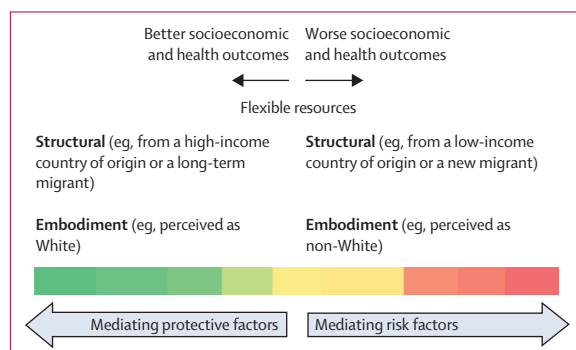 Better socioeconomic
and health outcomes
Worse socioeconomic
and health outcomes
Flexible resources
Structural (eg, from a high-income
country of origin or a long-term
migrant)
Structural (eg, from a low-income
country of origin or a new migrant)
Embodiment (eg, perceived as
White)
Embodiment (eg, perceived as
non-White)
Mediating protective factors
Mediating risk factors